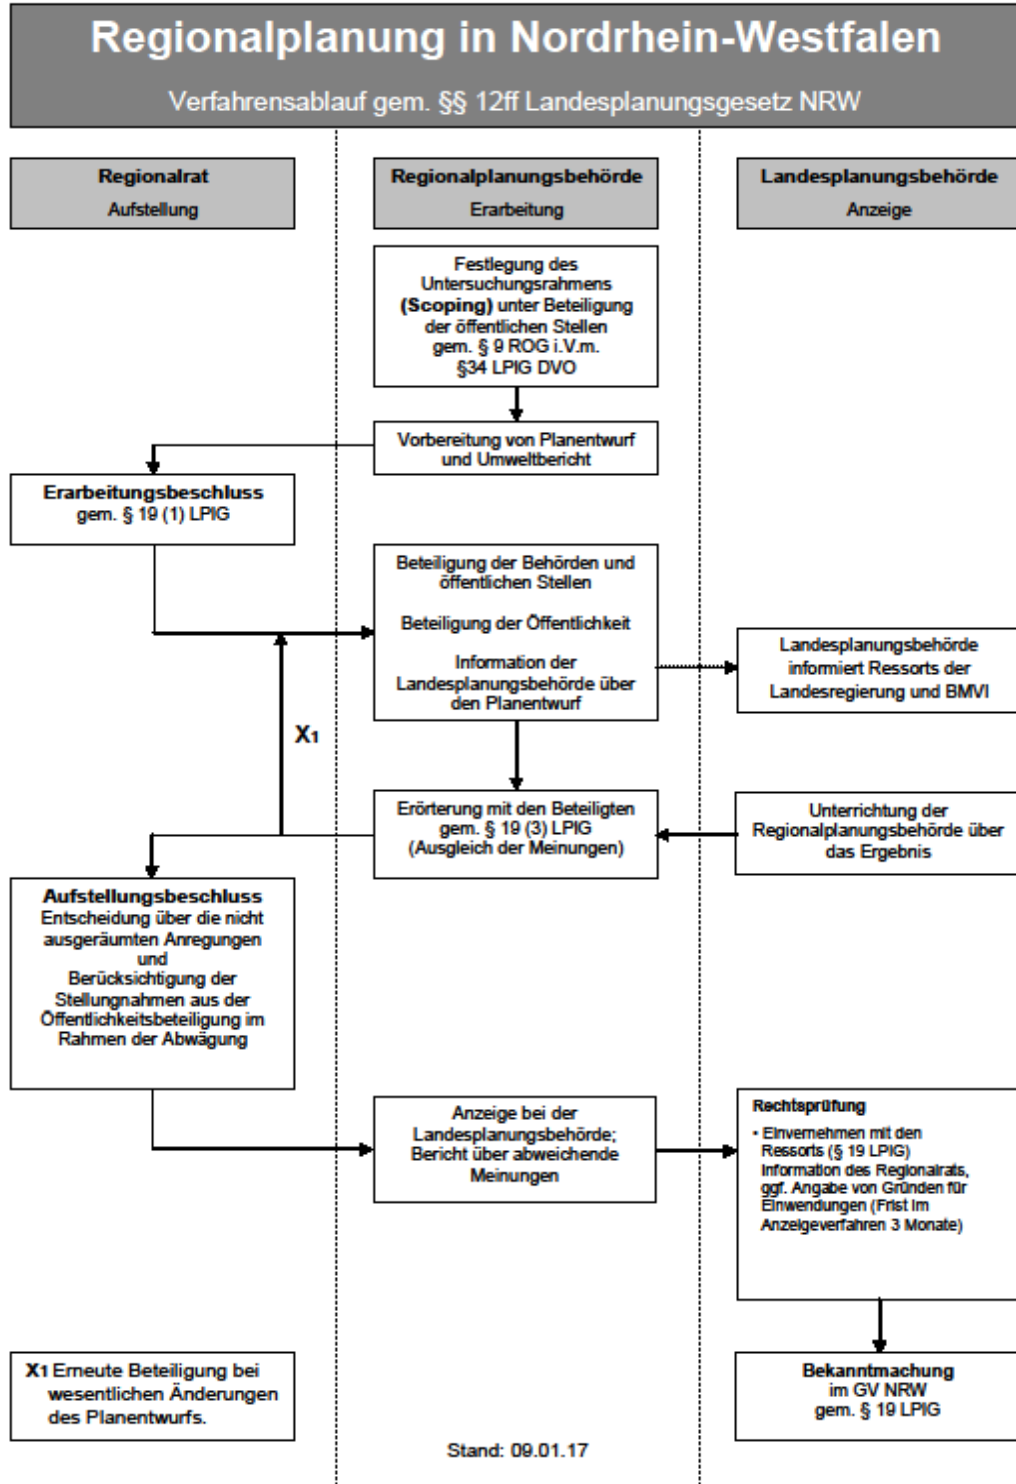 Regionalplanung in Nordrhein-Westfalen
Verfahrensablauf gem. §§ 12ff Landesplanungsgesetz NRW
Regionalrat
Aufstellung
Regionalplanungsbehörde
Erarbeitung
Landesplanungsbehörde
Anzeige
Festlegung des
Untersuchungsrahmens
(Scoping) unter Beteiligung
der öffentlichen Stellen
gem. § 9 ROG i.V.m.
§34 LPlG DVO
Vorbereitung von Planentwurf
und Umweltbericht
Erarbeitungsbeschluss
gem. § 19 (1) LPlG
Beteiligung der Behörden und
öffentlichen Stellen
Beteiligung der Öffentlichkeit
Information der
Landesplanungsbehörde über
den Planentwurf
Landesplanungsbehörde
informiert Ressorts der
Landesregierung und BMVI
X1
Erörterung mit den Beteiligten
gem. § 19 (3) LPlG
(Ausgleich der Meinungen)
Unterrichtung der
Regionalplanungsbehörde über
das Ergebnis
Aufstellungsbeschluss
Entscheidung über die nicht
ausgeräumten Anregungen
und
Berücksichtigung der
Stellungnahmen aus der
Öffentlichkeitsbeteiligung im
Rahmen der Abwägung
Anzeige bei der
Landesplanungsbehörde;
Bericht über abweichende
Meinungen
Rechtsprüfung
• Einvernehmen mit den
Ressorts (§ 19 LPlG)
Information des Regionalrats,
ggf. Angabe von Gründen für
Einwendungen (Frist im
Anzeigeverfahren 3 Monate)
X1 Erneute Beteiligung bei
wesentlichen Änderungen
des Planentwurfs.
Bekanntmachung
im GV NRW
gem. § 19 LPlG
Stand: 09.01.17